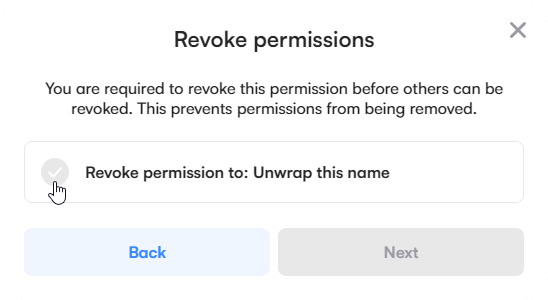 Revoke permissions
You are required to revoke this permission before others can be
revoked. This prevents permissions from being removed.
Revoke permission to: Unwrap this name
Back
Next